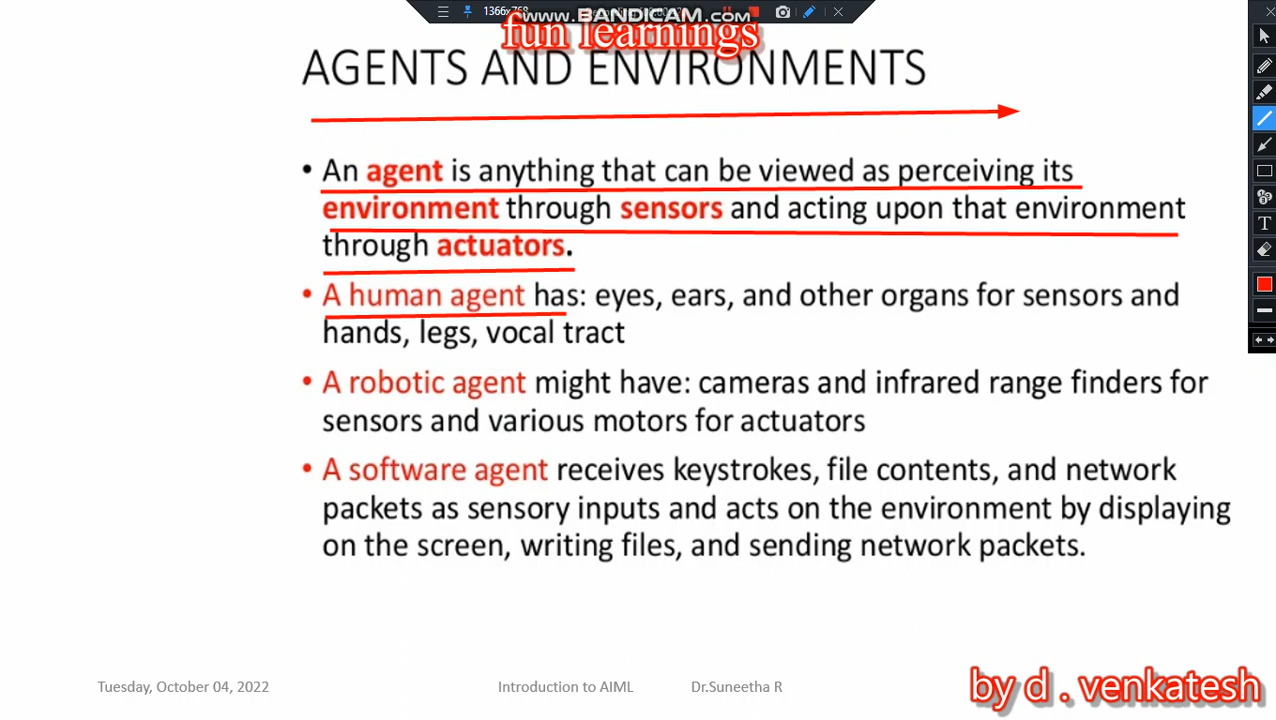 1366x768
www.BANDICAM.com
fun learnings
AGENTS AND ENVIRONMENTS
• An agent is anything that can be viewed as perceiving its
environment through sensors and acting upon that environment
through actuators.
• A human agent has: eyes, ears, and other organs for sensors and
hands, legs, vocal tract
• A robotic agent might have: cameras and infrared range finders for
sensors and various motors for actuators
• A software agent receives keystrokes, file contents, and network
packets as sensory inputs and acts on the environment by displaying
on the screen, writing files, and sending network packets.
Tuesday, October 04, 2022
Introduction to AIML
Dr.Suneetha R
by d . venkatesh